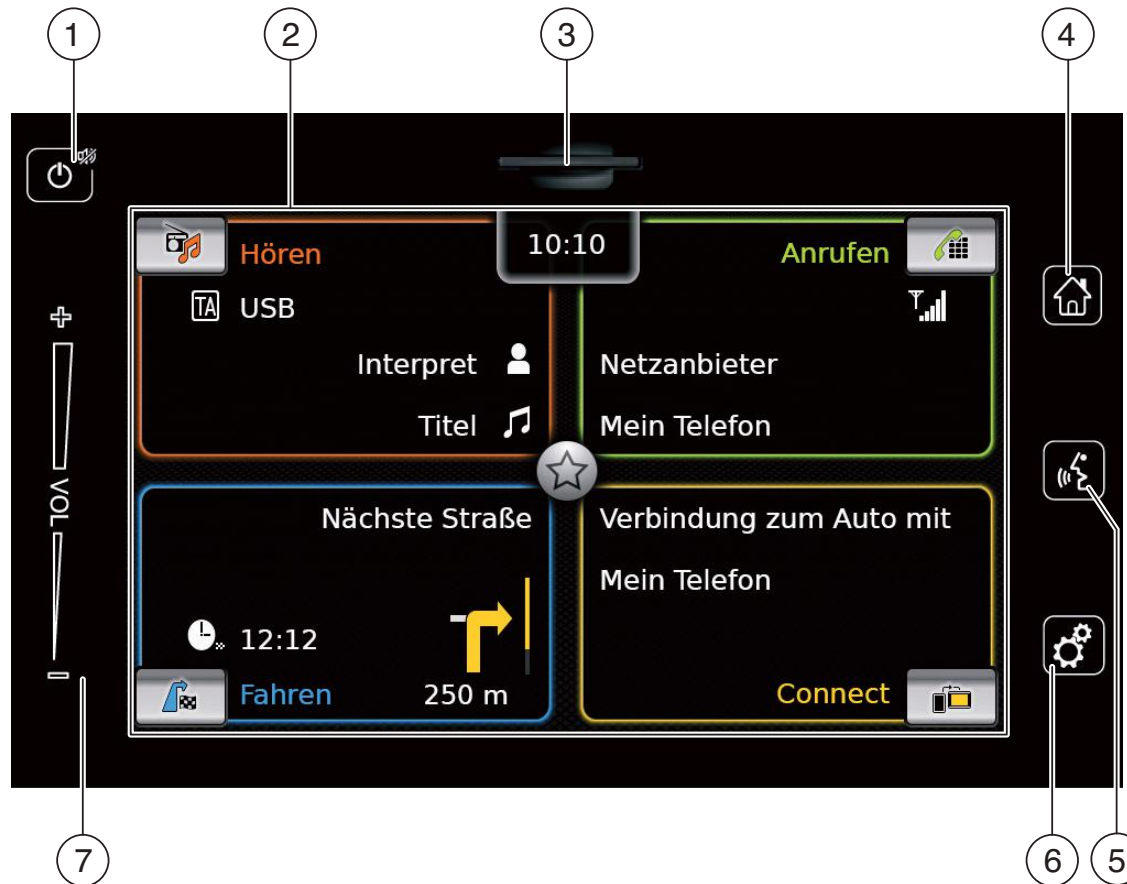 1
2
3
4
10:10
Hören
Anrufen
TA USB
Interpret
Netzanbieter
Titel
Mein Telefon
VOL
Nächste Straße
Verbindung zum Auto mit
Mein Telefon
12:12
Fahren
250 m
Connect
7
6
5